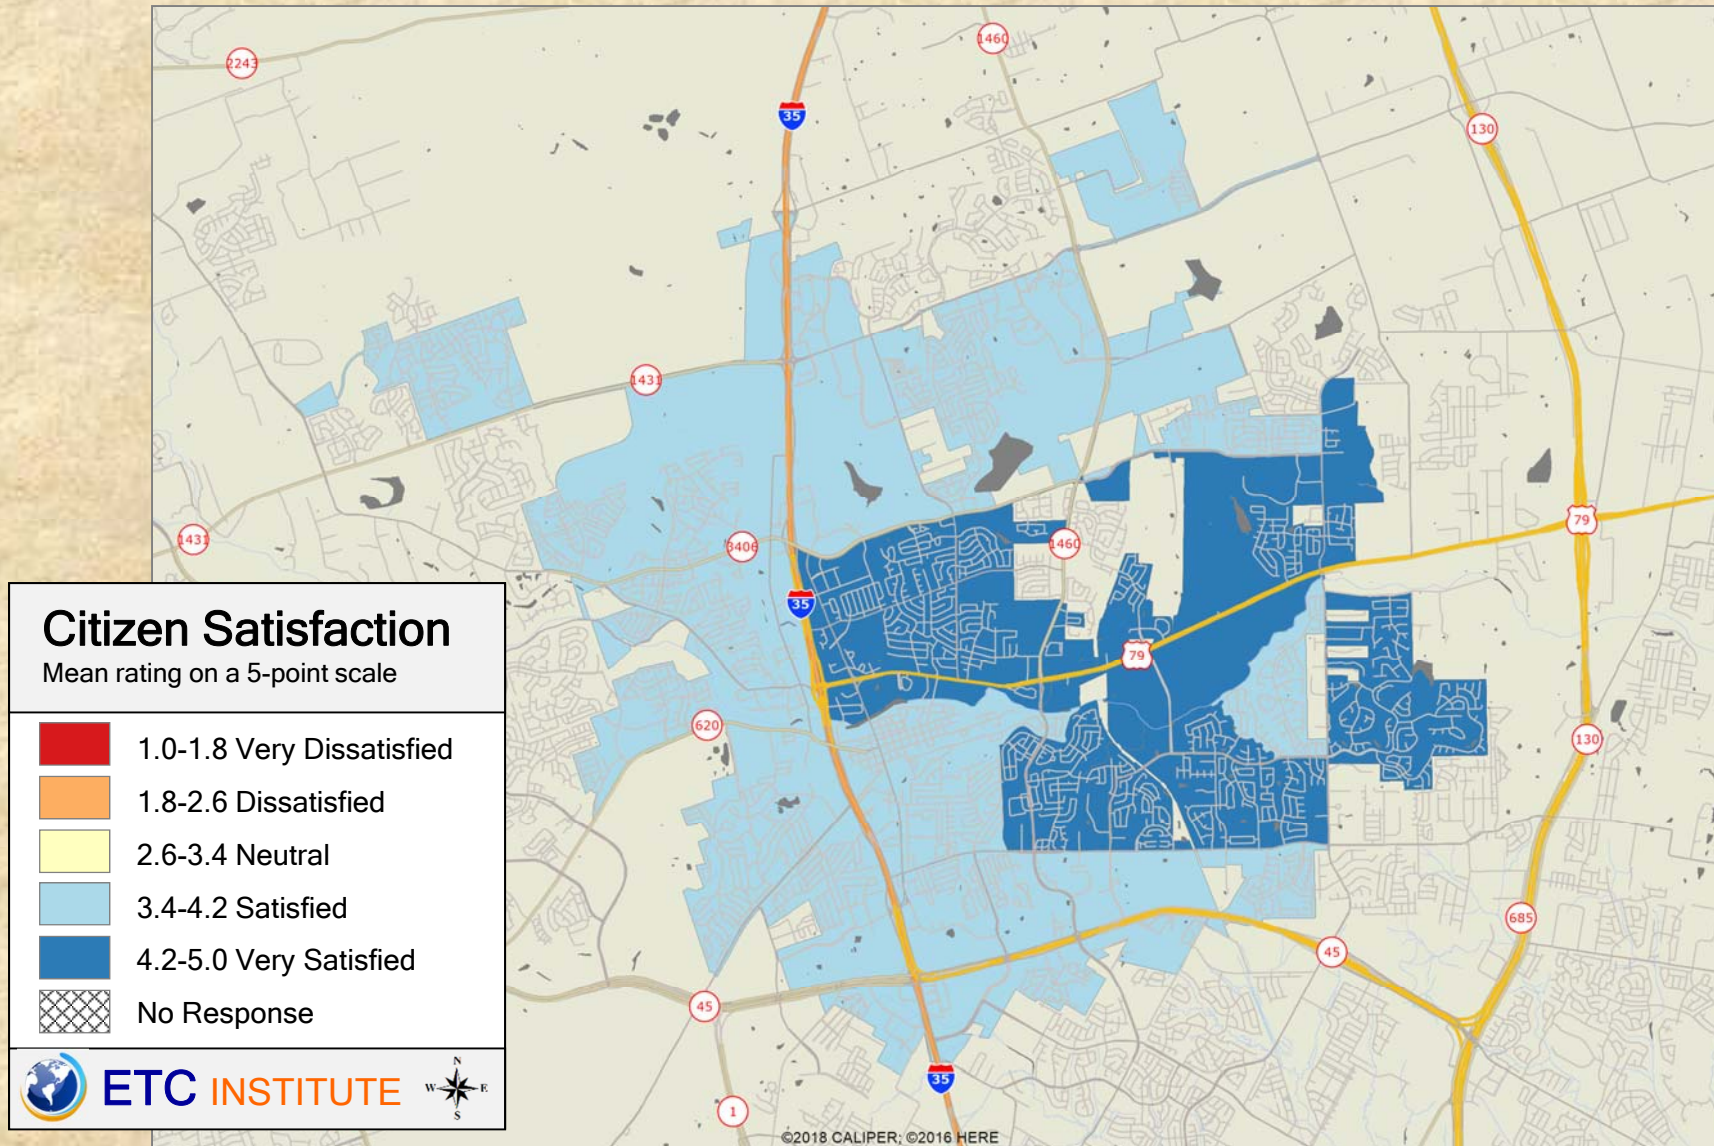 2243
1460
35
130
1431
1431
3406
1460
79
35
79
620
130
685
45
45
35
1
Citizen Satisfaction
Mean rating on a 5-point scale
1.0-1.8 Very Dissatisfied
1.8-2.6 Dissatisfied
2.6-3.4 Neutral
3.4-4.2 Satisfied
4.2-5.0 Very Satisfied
No Response
ETC INSTITUTE
N
W E
S
©2018 CALIPER; ©2016 HERE